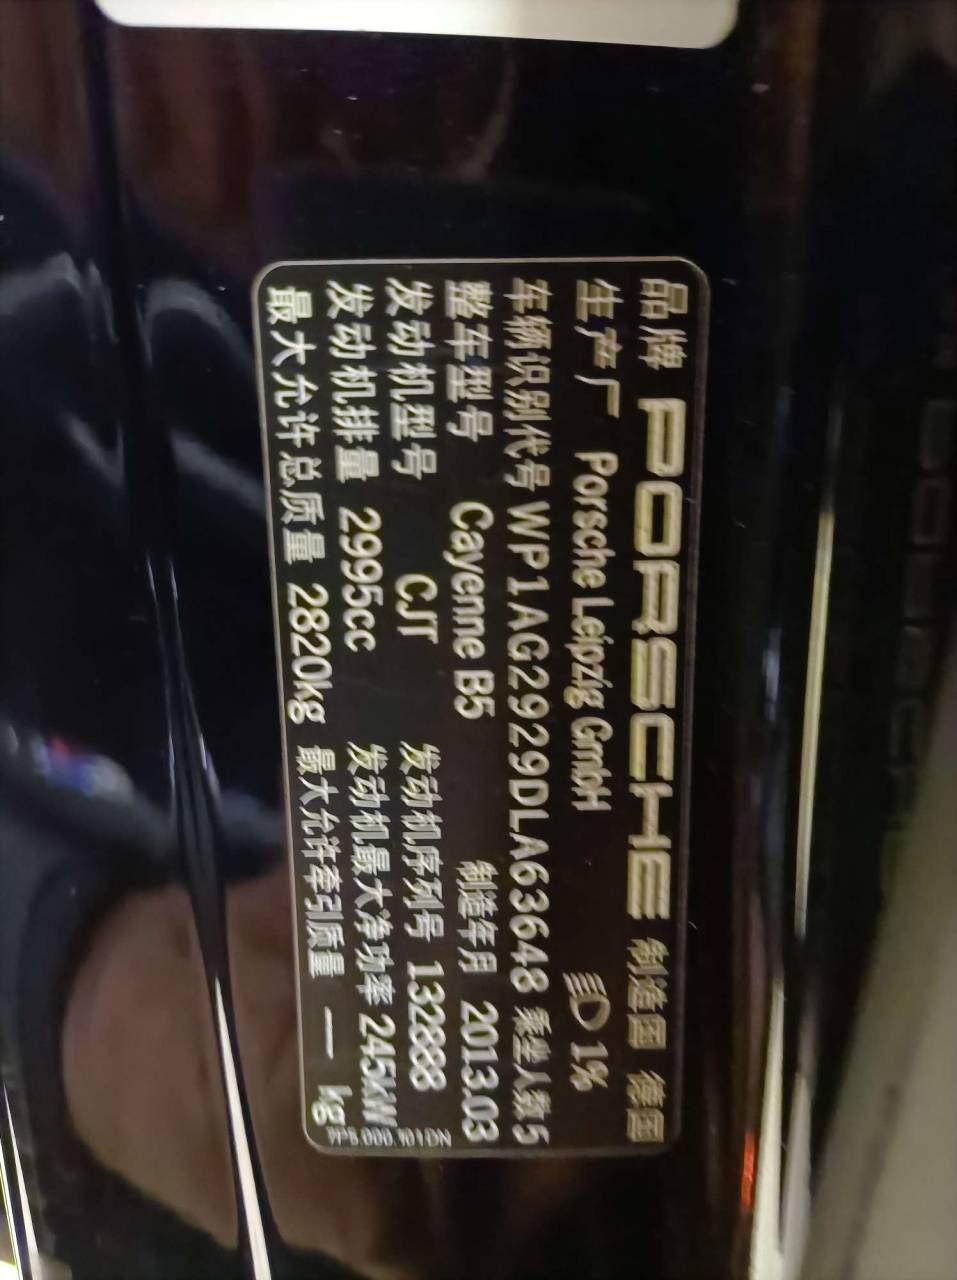 品牌 PORSCHE 制造国 德国
生产厂 Porsche Leipzig GmbH 1%
车辆识别代号 WP1AG2929DLA63648 乘坐人数 5
整车型号 Cayenne B5 制造年月 2013.03
发动机型号 CJT 发动机序列号 132888
发动机排量 2995cc 发动机最大净功率 245kW
最大允许总质量 2820kg 最大允许牵引质量 — kg
7P5.000.101DN